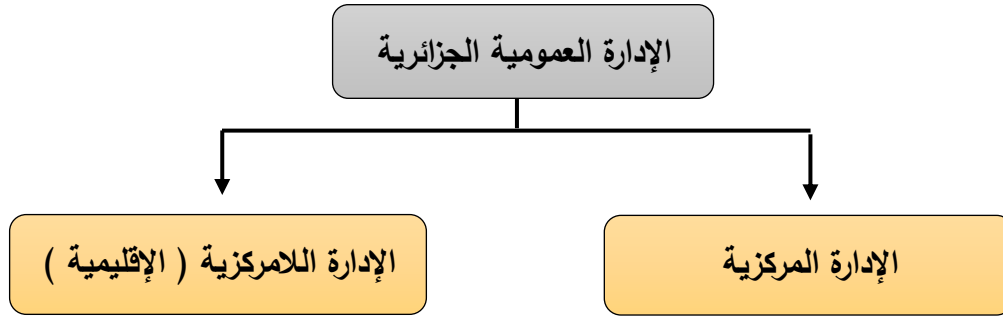 الإدارة العمومية الجزائرية
الإدارة المركزية
الإدارة اللامركزية ( الإقليمية )